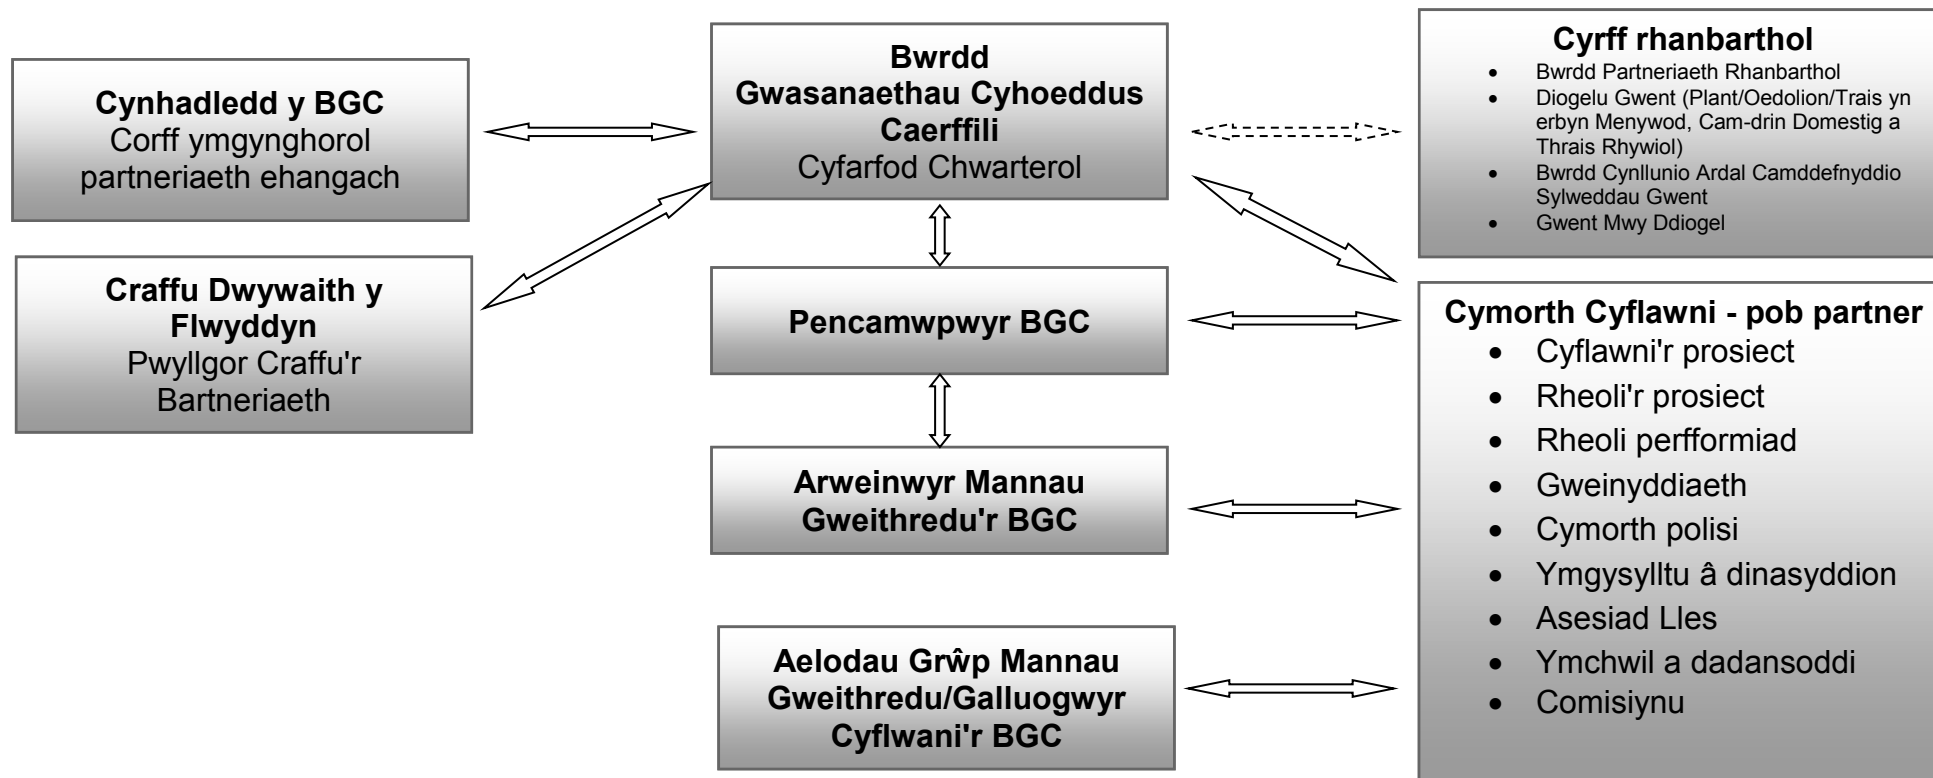 Cynhadledd y BGC
Corff ymgynghorol
partneriaeth ehangach
Craffu Dwywaith y
Flwyddyn
Pwyllgor Craffu'r
Bartneriaeth
Bwrdd
Gwasanaethau Cyhoeddus
Caerffili
Cyfarfod Chwarterol
Pencamwpwyr BGC
Arweinwyr Mannau
Gweithredu'r BGC
Aelodau Grŵp Mannau
Gweithredu/Galluogwyr
Cyflwani'r BGC
Cyrff rhanbarthol
• Bwrdd Partneriaeth Rhanbarthol
• Diogelu Gwent (Plant/Oedolion/Trais yn
erbyn Menywod, Cam-drin Domestig a
Thrais Rhywiol)
• Bwrdd Cynllunio Ardal Camddefnyddio
Sylweddau Gwent
• Gwent Mwy Ddiogel
Cymorth Cyflawni - pob partner
• Cyflawni'r prosiect
• Rheoli'r prosiect
• Rheoli perfformiad
• Gweinyddiaeth
• Cymorth polisi
• Ymgysylltu â dinasyddion
• Asesiad Lles
• Ymchwil a dadansoddi
• Comisiynu